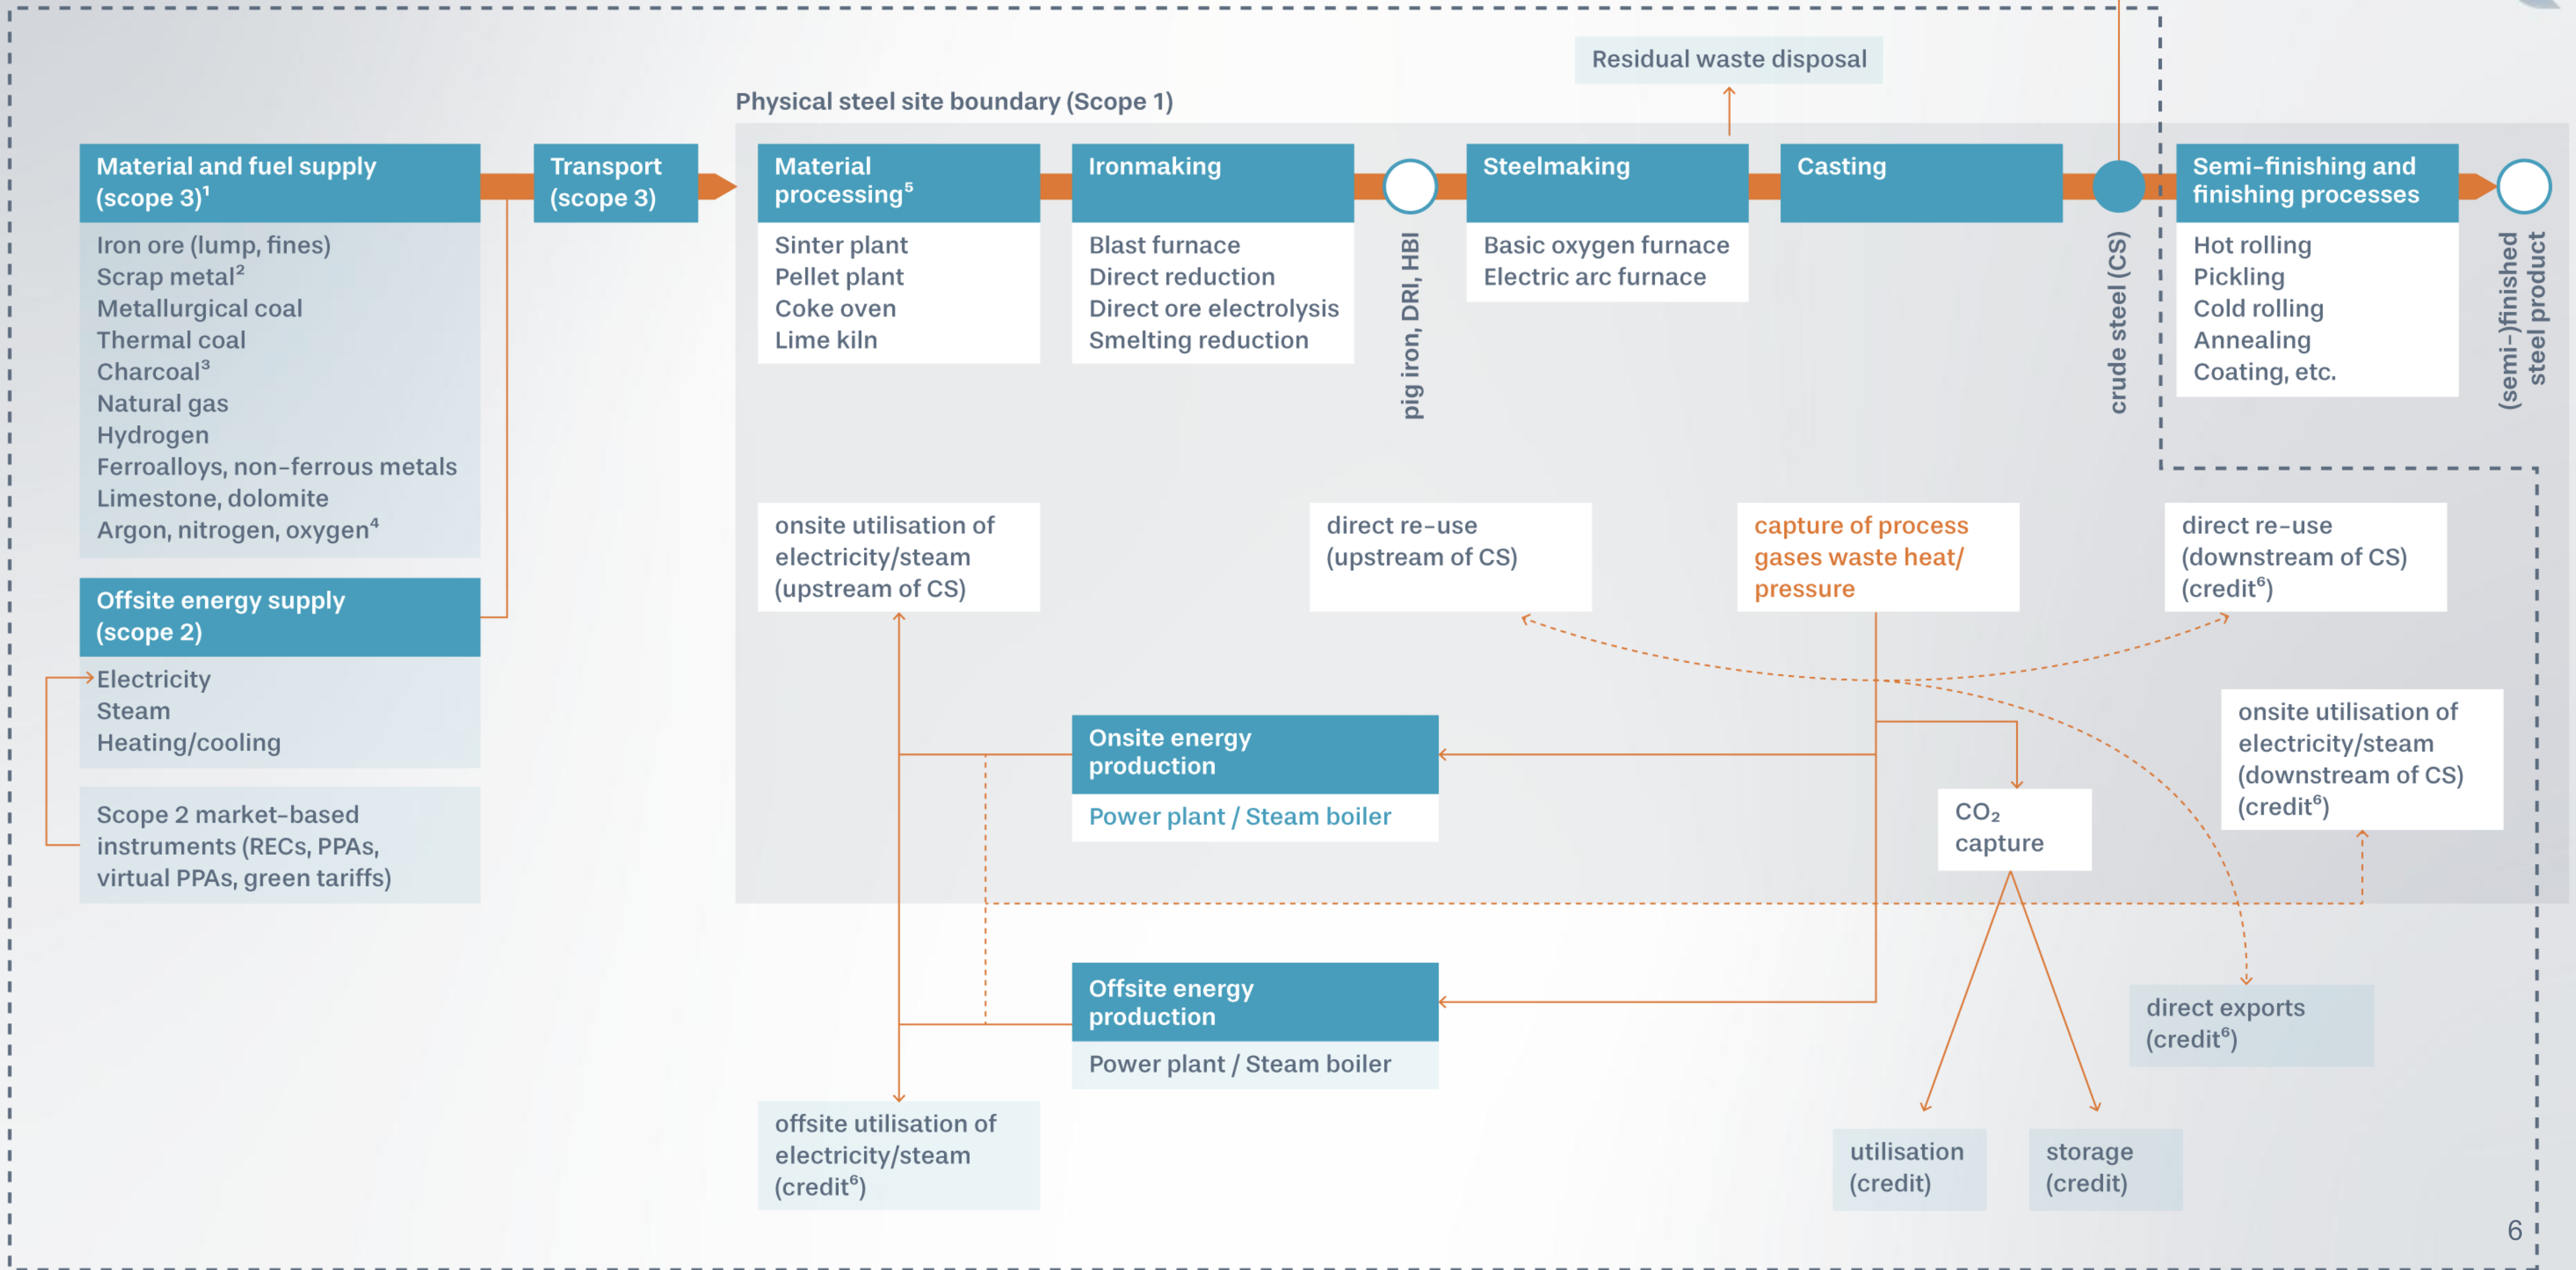 Residual waste disposal
Physical steel site boundary (Scope 1)
Material and fuel supply
(scope 3)¹
Iron ore (lump, fines)
Scrap metal²
Metallurgical coal
Thermal coal
Charcoal³
Natural gas
Hydrogen
Ferroalloys, non-ferrous metals
Limestone, dolomite
Argon, nitrogen, oxygen⁴
Transport
(scope 3)
Material
processing⁵
Sinter plant
Pellet plant
Coke oven
Lime kiln
Ironmaking
Blast furnace
Direct reduction
Direct ore electrolysis
Smelting reduction
pig iron, DRI, HBI
Steelmaking
Basic oxygen furnace
Electric arc furnace
Casting
crude steel (CS)
Semi-finishing and
finishing processes
Hot rolling
Pickling
Cold rolling
Annealing
Coating, etc.
(semi-)finished
steel product
Offsite energy supply
(scope 2)
Electricity
Steam
Heating/cooling
Scope 2 market-based
instruments (RECs, PPAs,
virtual PPAs, green tariffs)
onsite utilisation of
electricity/steam
(upstream of CS)
direct re-use
(upstream of CS)
capture of process
gases waste heat/
pressure
direct re-use
(downstream of CS)
(credit⁶)
Onsite energy
production
Power plant / Steam boiler
CO₂
capture
onsite utilisation of
electricity/steam
(downstream of CS)
(credit⁶)
Offsite energy
production
Power plant / Steam boiler
direct exports
(credit⁶)
offsite utilisation of
electricity/steam
(credit⁶)
utilisation
(credit)
storage
(credit)
6